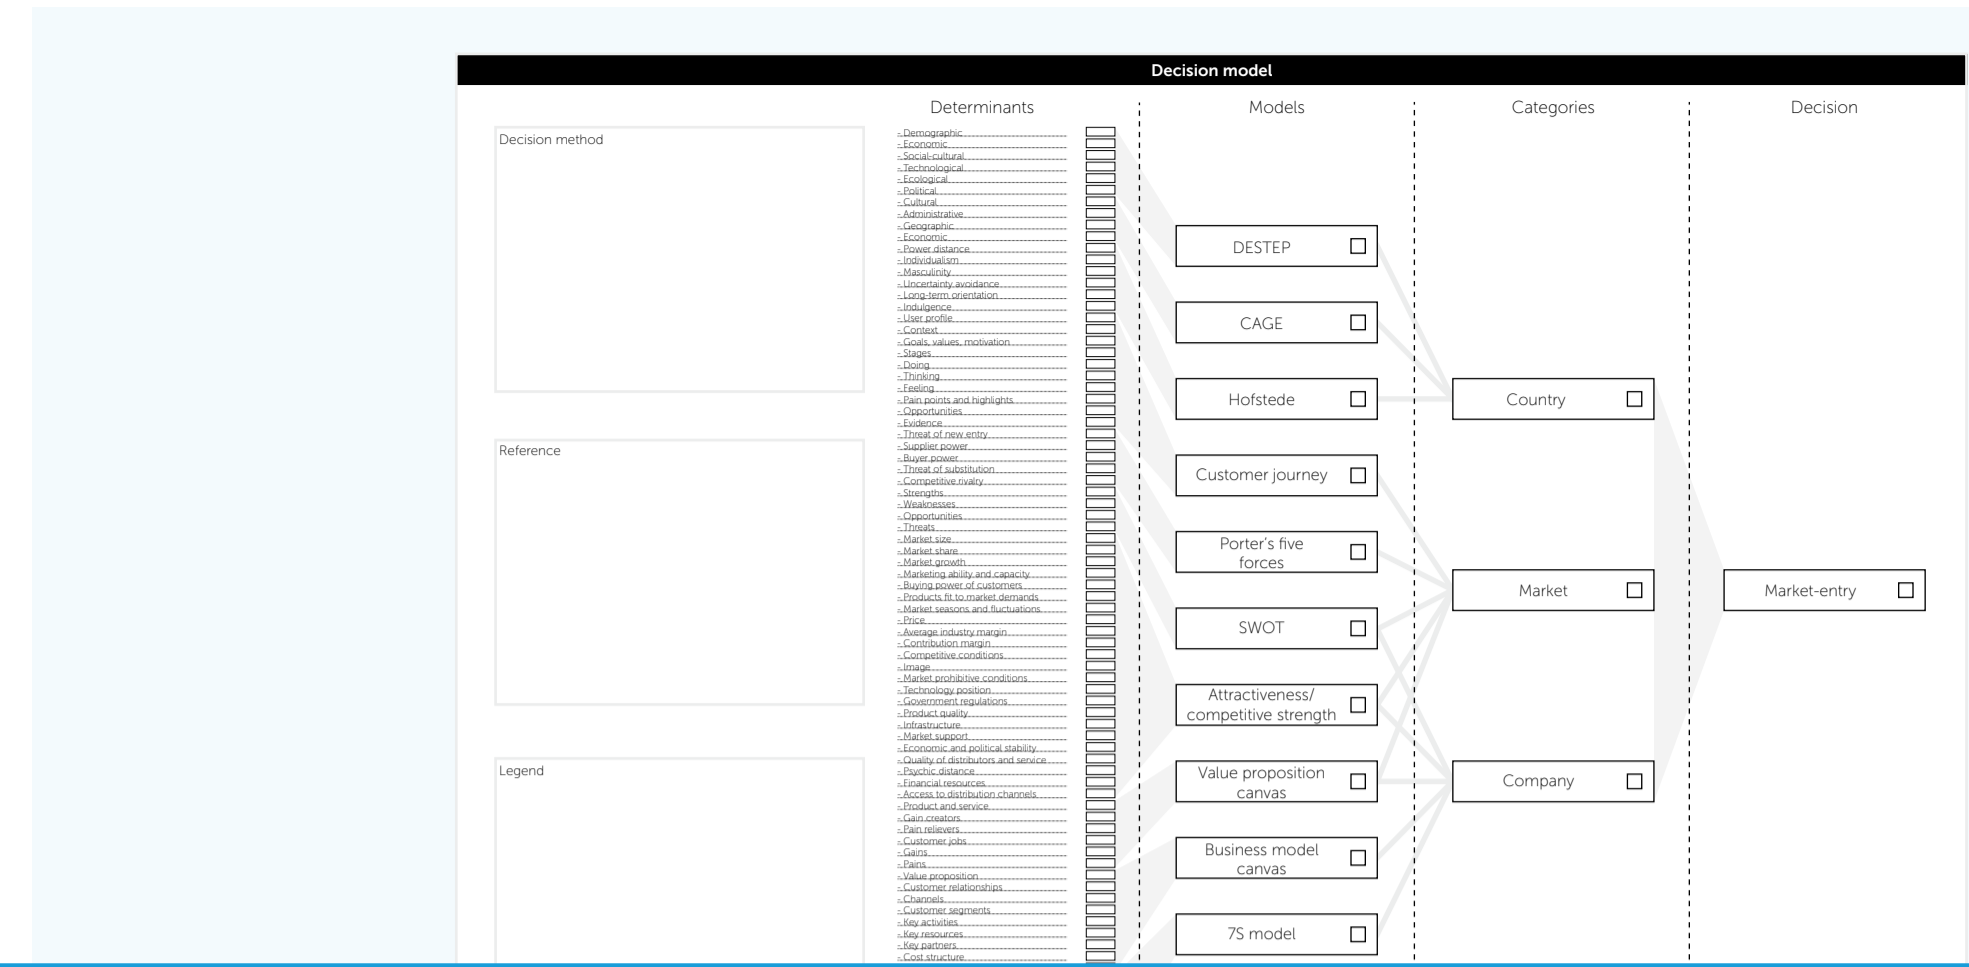 Decision model
Determinants
Models
Categories
Decision
Decision method
Reference
Legend
- Demographic
- Economic
- Social-cultural
- Technological
- Ecological
- Political
- Cultural
- Administrative
- Geographic
- Economic
- Power distance
- Individualism
- Masculinity
- Uncertainty avoidance
- Long-term orientation
- Indulgence
- User profile
- Context
- Goals, values, motivation
- Stages
- Doing
- Thinking
- Feeling
- Pain points and highlights
- Opportunities
- Evidence
- Threat of new entry
- Supplier power
- Buyer power
- Threat of substitution
- Competitive rivalry
- Strengths
- Weaknesses
- Opportunities
- Threats
- Market size
- Market share
- Market growth
- Marketing ability and capacity
- Buying power of customers
- Products fit to market demands
- Market seasons and fluctuations
- Price
- Average industry margin
- Contribution margin
- Competitive conditions
- Image
- Market prohibitive conditions
- Technology position
- Government regulations
- Product quality
- Infrastructure
- Market support
- Economic and political stability
- Quality of distributors and service
- Psychic distance
- Financial resources
- Access to distribution channels
- Product and service
- Gain creators
- Pain relievers
- Customer jobs
- Gains
- Pains
- Value proposition
- Customer relationships
- Channels
- Customer segments
- Key activities
- Key resources
- Key partners
- Cost structure
DESTEP
CAGE
Hofstede
Customer journey
Porter's five
forces
SWOT
Attractiveness/
competitive strength
Value proposition
canvas
Business model
canvas
7S model
Country
Market
Company
Market-entry